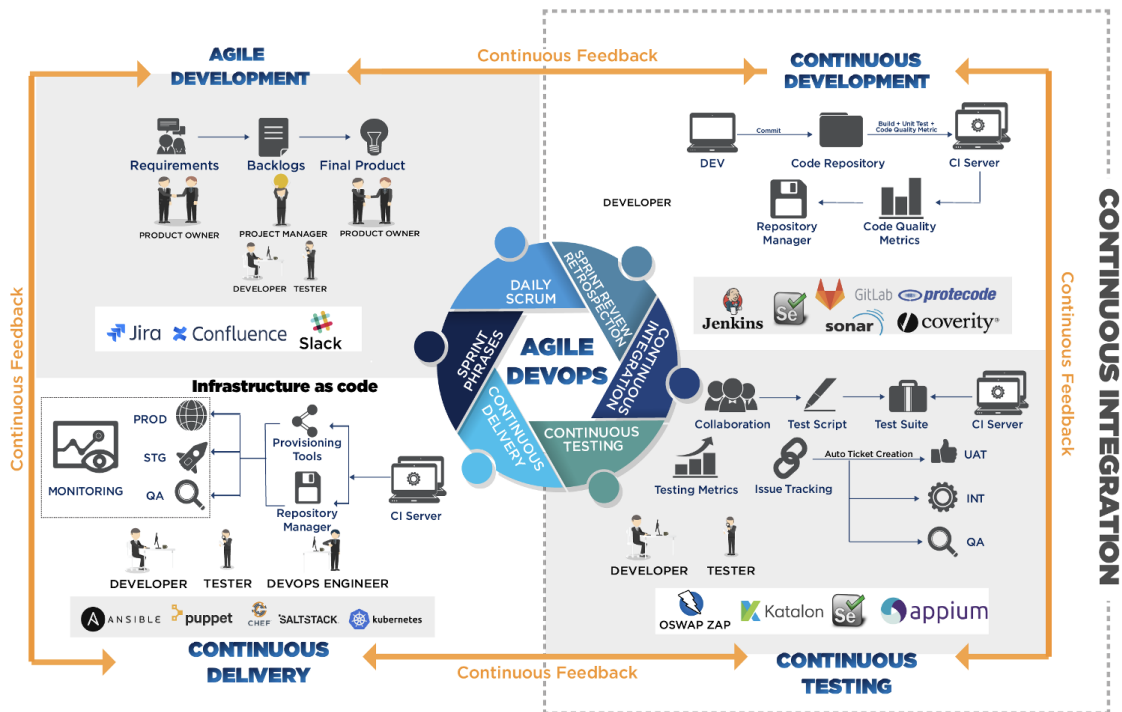 AGILE
DEVELOPMENT
Continuous Feedback
CONTINUOUS
DEVELOPMENT
Requirements
Backlogs
Final Product
PRODUCT OWNER
PROJECT MANAGER
PRODUCT OWNER
DEVELOPER
TESTER
Jira
Confluence
Slack
DEV
Commit
Code Repository
Build + Unit Test +
Code Quality Metric
CI Server
DEVELOPER
Repository
Manager
Code Quality
Metrics
Jenkins
Se
GitLab
protecode
sonar
coverity®
Continuous Feedback
Continuous Feedback
CONTINUOUS INTEGRATION
DAILY
SCRUM
SPRINT REVIEW
RETROSPECTION
CONTINUOUS
INTEGRATION
CONTINUOUS
TESTING
CONTINUOUS
DELIVERY
SPRINT
PHRASES
AGILE
DEVOPS
Infrastructure as code
PROD
STG
QA
MONITORING
Provisioning
Tools
Repository
Manager
CI Server
DEVELOPER
TESTER
DEVOPS ENGINEER
ANSIBLE
puppet
CHEF
SALTSTACK
kubernetes
Collaboration
Test Script
Test Suite
CI Server
Testing Metrics
Issue Tracking
Auto Ticket Creation
UAT
INT
QA
DEVELOPER
TESTER
OSWAP ZAP
Katalon
Se
appium
CONTINUOUS
DELIVERY
Continuous Feedback
CONTINUOUS
TESTING